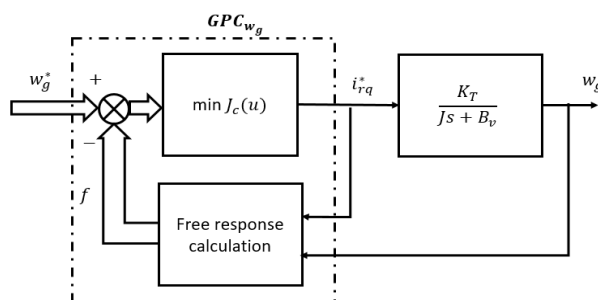 GPC_{w_g}
w_g^*
+
min J_c(u)
i_{rq}^*
K_T
Js + B_v
w_g
−
f
Free response
calculation